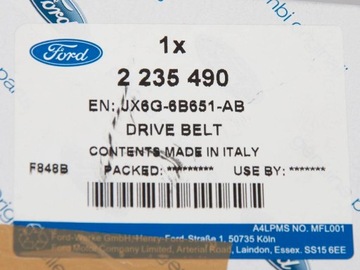 Ford
1x
2 235 490
EN: JX6G-6B651-AB
DRIVE BELT
CONTENTS MADE IN ITALY
F848B PACKED: ********* USE BY: *******
A4LPMS NO. MFL001
Ford-Werke GmbH, Henry-Ford-Straße 1, 50735 Köln
Ford Motor Company Limited, Arterial Road, Laindon, Essex. SS15 6EE